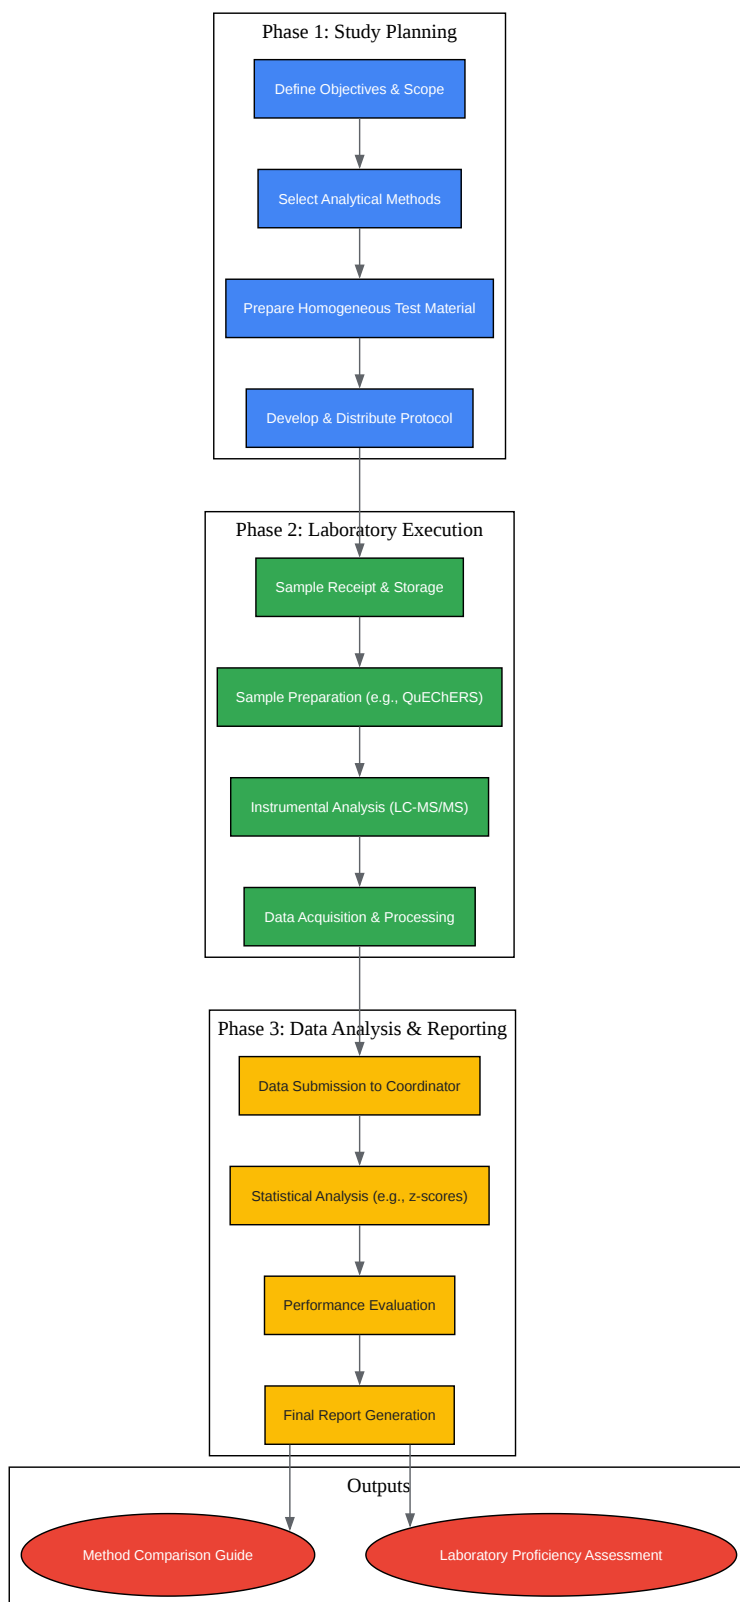 Phase 1: Study Planning
Define Objectives & Scope
Select Analytical Methods
Prepare Homogeneous Test Material
Develop & Distribute Protocol
Phase 2: Laboratory Execution
Sample Receipt & Storage
Sample Preparation (e.g., QuEChERS)
Instrumental Analysis (LC-MS/MS)
Data Acquisition & Processing
Phase 3: Data Analysis & Reporting
Data Submission to Coordinator
Statistical Analysis (e.g., z-scores)
Performance Evaluation
Final Report Generation
Outputs
Method Comparison Guide
Laboratory Proficiency Assessment